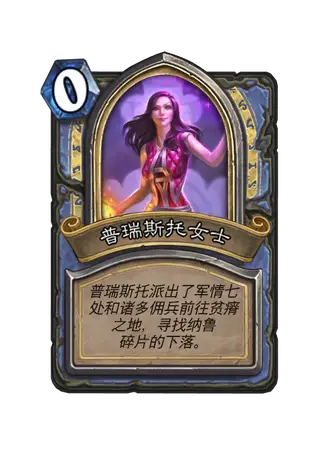 0
普瑞斯托女士
普瑞斯托派出了军情七
处和诸多佣兵前往贫瘠
之地，寻找纳鲁
碎片的下落。